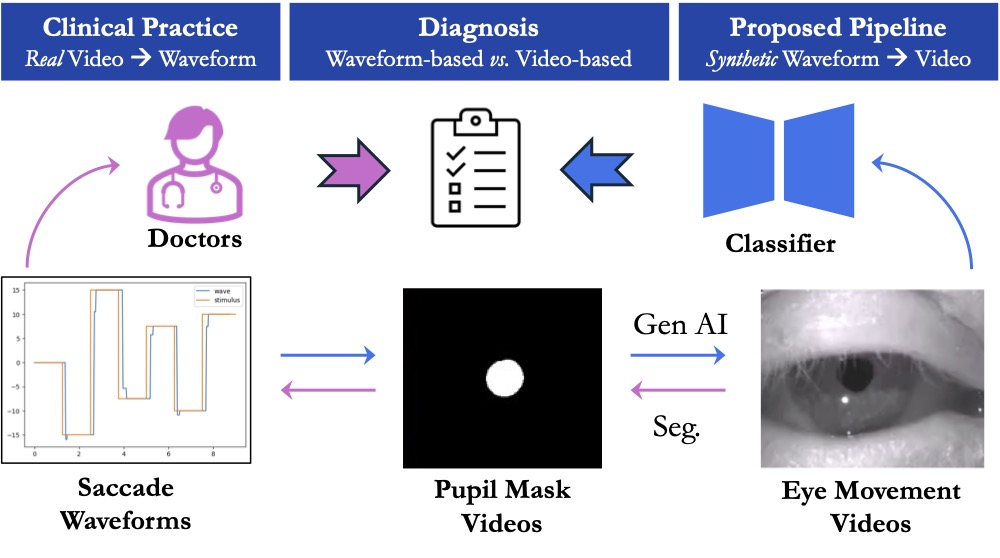 Clinical Practice
Real Video → Waveform
Diagnosis
Waveform-based vs. Video-based
Proposed Pipeline
Synthetic Waveform → Video
Doctors
Classifier
wave
stimulus
15
10
5
0
−5
−10
−15
0
2
4
6
8
Gen AI
Seg.
Saccade
Waveforms
Pupil Mask
Videos
Eye Movement
Videos